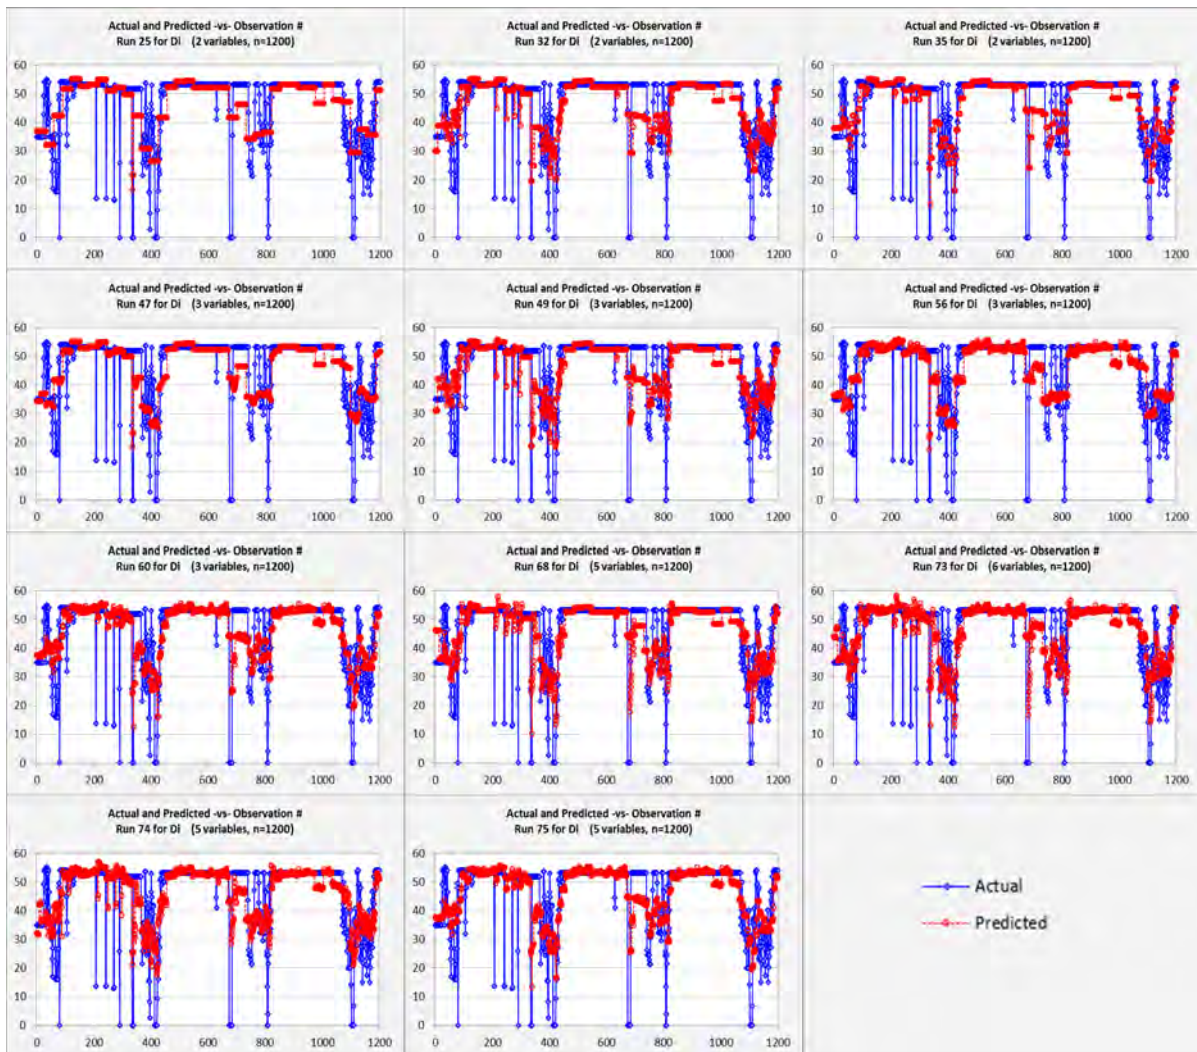 Actual and Predicted -vs- Observation #
Run 25 for Di (2 variables, n=1200)
60
50
40
30
20
10
0
0 200 400 600 800 1000 1200
Actual and Predicted -vs- Observation #
Run 32 for Di (2 variables, n=1200)
60
50
40
30
20
10
0
0 200 400 600 800 1000 1200
Actual and Predicted -vs- Observation #
Run 35 for Di (2 variables, n=1200)
60
50
40
30
20
10
0
0 200 400 600 800 1000 1200
Actual and Predicted -vs- Observation #
Run 47 for Di (3 variables, n=1200)
60
50
40
30
20
10
0
0 200 400 600 800 1000 1200
Actual and Predicted -vs- Observation #
Run 49 for Di (3 variables, n=1200)
60
50
40
30
20
10
0
0 200 400 600 800 1000 1200
Actual and Predicted -vs- Observation #
Run 56 for Di (3 variables, n=1200)
60
50
40
30
20
10
0
0 200 400 600 800 1000 1200
Actual and Predicted -vs- Observation #
Run 60 for Di (3 variables, n=1200)
60
50
40
30
20
10
0
0 200 400 600 800 1000 1200
Actual and Predicted -vs- Observation #
Run 68 for Di (5 variables, n=1200)
60
50
40
30
20
10
0
0 200 400 600 800 1000 1200
Actual and Predicted -vs- Observation #
Run 73 for Di (6 variables, n=1200)
60
50
40
30
20
10
0
0 200 400 600 800 1000 1200
Actual and Predicted -vs- Observation #
Run 74 for Di (5 variables, n=1200)
60
50
40
30
20
10
0
0 200 400 600 800 1000 1200
Actual and Predicted -vs- Observation #
Run 75 for Di (5 variables, n=1200)
60
50
40
30
20
10
0
0 200 400 600 800 1000 1200
Actual
Predicted